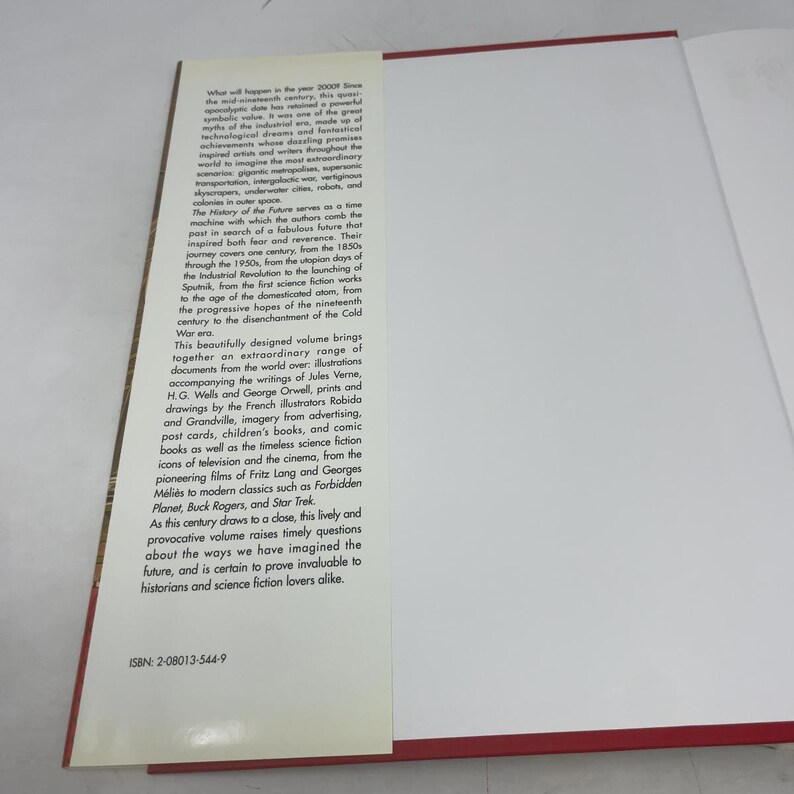 What will happen in the year 2000? Since
the mid-nineteenth century, this quasi-
apocalyptic date has retained a powerful
symbolic value. It was one of the great
myths of the industrial era, made up of
technological dreams and fantastical
achievements whose dazzling promises
inspired artists and writers throughout the
world to imagine the most extraordinary
scenarios: gigantic metropolises, supersonic
transportation, intergalactic war, vertiginous
skyscrapers, underwater cities, robots, and
colonies in outer space.
The History of the Future serves as a time
machine with which the authors comb the
past in search of a fabulous future that
inspired both fear and reverence. Their
journey covers one century, from the 1850s
through the 1950s, from the utopian days of
the Industrial Revolution to the launching of
Sputnik, from the first science fiction works
to the age of the domesticated atom, from
the progressive hopes of the nineteenth
century to the disenchantment of the Cold
War era.
This beautifully designed volume brings
together an extraordinary range of
documents from the world over: illustrations
accompanying the writings of Jules Verne,
H.G. Wells and George Orwell, prints and
drawings by the French illustrators Robida
and Grandville, imagery from advertising,
post cards, children's books, and comic
books as well as the timeless science fiction
icons of television and the cinema, from the
pioneering films of Fritz Lang and Georges
Méliès to modern classics such as Forbidden
Planet, Buck Rogers, and Star Trek.
As this century draws to a close, this lively and
provocative volume raises timely questions
about the ways we have imagined the
future, and is certain to prove invaluable to
historians and science fiction lovers alike.
ISBN: 2-08013-544-9